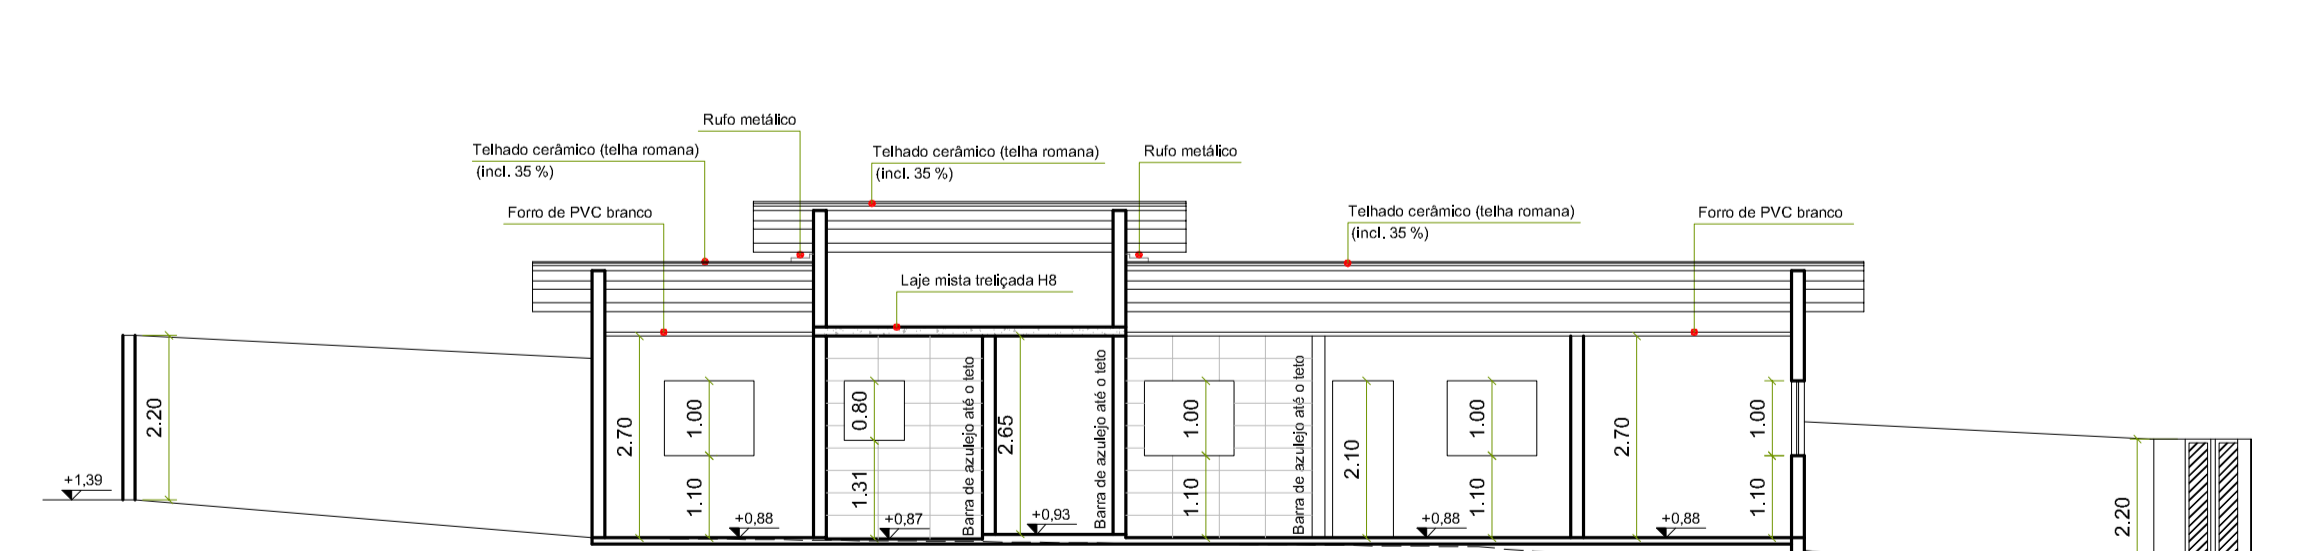 Rufo metálico
Telhado cerâmico (telha romana)
(incl. 35 %)
Telhado cerâmico (telha romana)
(incl. 35 %)
Rufo metálico
Forro de PVC branco
Telhado cerâmico (telha romana)
(incl. 35 %)
Forro de PVC branco
Laje mista treliçada H8
2.20
+1,39
2.70
1.00
1.10
+0,88
0.80
1.31
+0,87
Barra de azulejo até o teto
2.65
+0,93
Barra de azulejo até o teto
1.00
1.10
Barra de azulejo até o teto
2.10
+0,88
1.00
1.10
2.70
+0,88
1.00
1.10
2.20